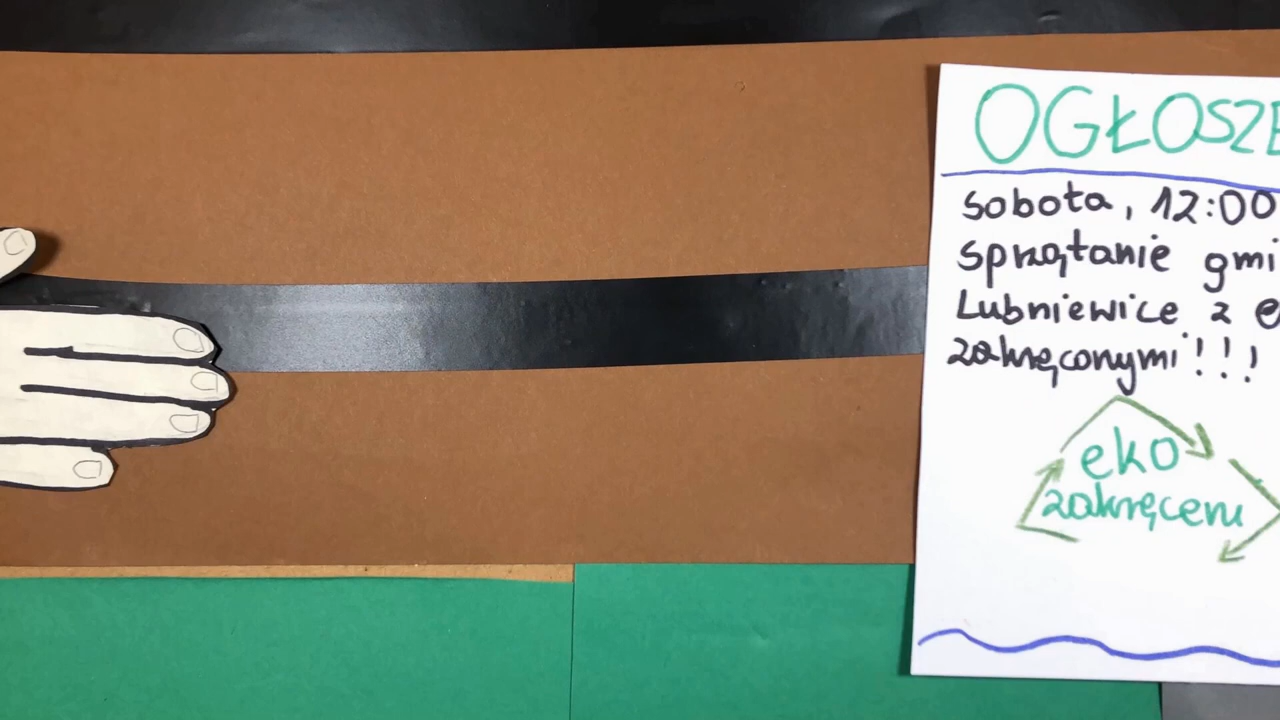 OGŁOSZE
Sobota, 12:00
Sprzątanie gmi
Lubniewice z e
zakręconymi!!!
eko
zakręceni